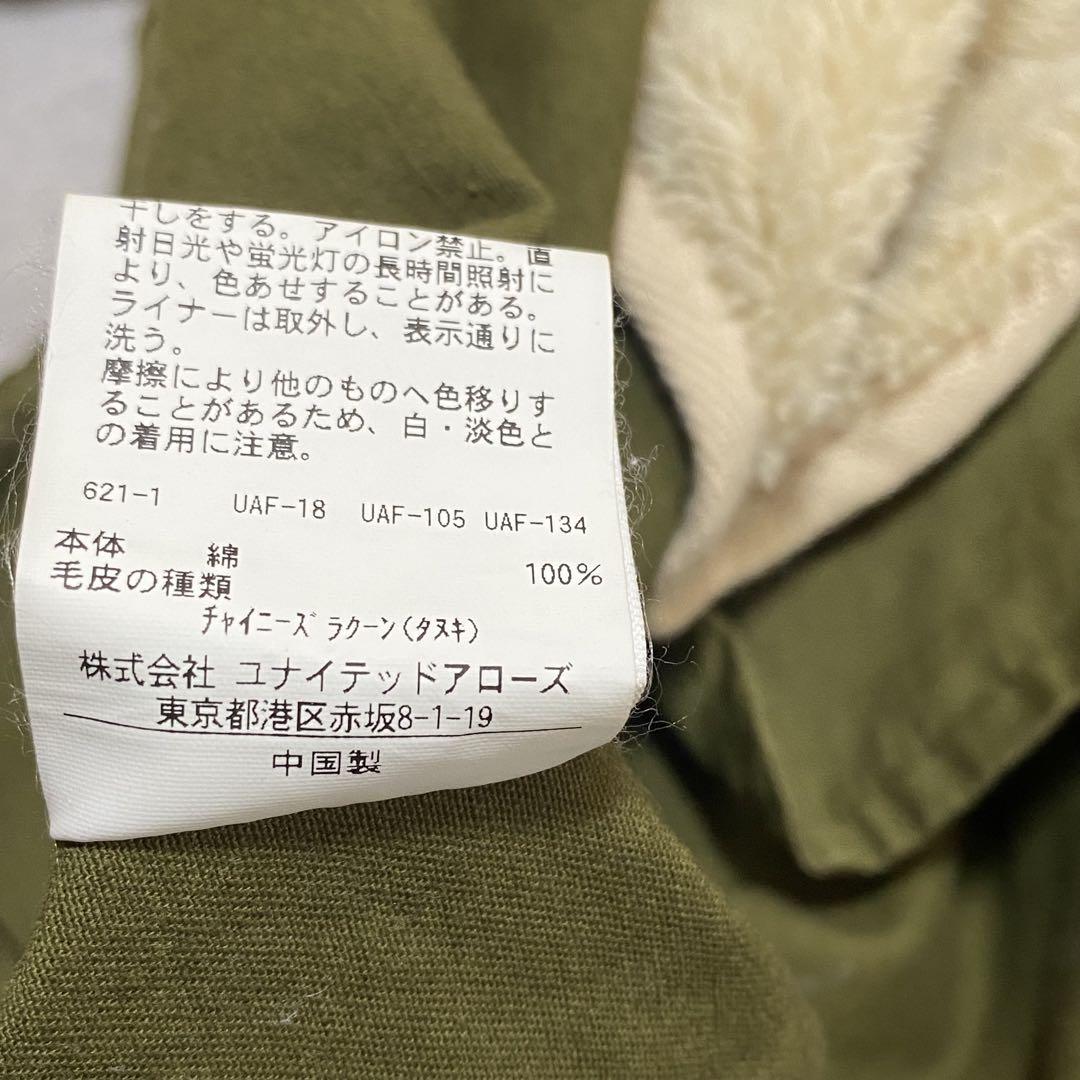 干しをする。アイロン禁止。直
射日光や蛍光灯の長時間照射に
より、色あせすることがある。
ライナーは取外し、表示通りに
洗う。
摩擦により他のものへ色移りす
ることがあるため、白・淡色と
の着用に注意。
621-1 UAF-18 UAF-105 UAF-134
本体 綿 100%
毛皮の種類
ﾁｬｲﾆｰｽﾞﾗｸｰﾝ(ﾀﾇｷ)
株式会社 ユナイテッドアローズ
東京都港区赤坂8-1-19
中国製